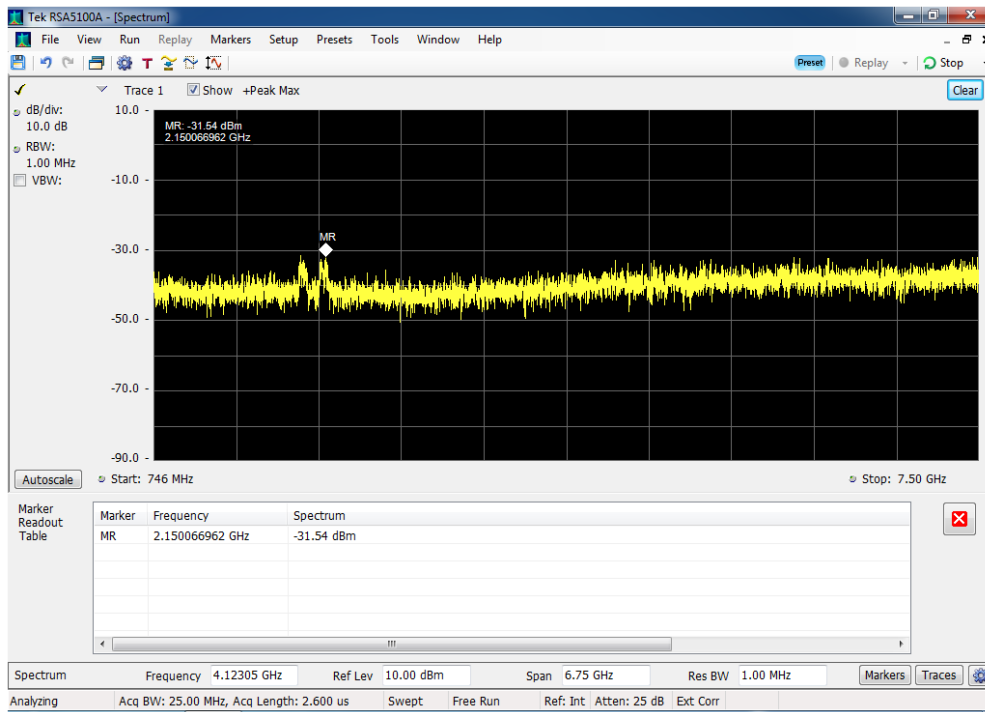 Tek RSA5100A - [Spectrum]
File View Run Replay Markers Setup Presets Tools Window Help
T Preset Replay Stop
Trace 1 Show +Peak Max Clear
dB/div:
10.0 dB
RBW:
1.00 MHz
VBW:
10.0 -
-10.0 -
-30.0 -
-50.0 -
-70.0 -
-90.0 -
MR: -31.54 dBm
2.150066962 GHz
MR
Autoscale Start: 746 MHz Stop: 7.50 GHz
Marker
Readout
Table
Marker Frequency Spectrum
MR 2.150066962 GHz -31.54 dBm
Spectrum Frequency 4.12305 GHz Ref Lev 10.00 dBm Span 6.75 GHz Res BW 1.00 MHz Markers Traces
Analyzing Acq BW: 25.00 MHz, Acq Length: 2.600 us Swept Free Run Ref: Int Atten: 25 dB Ext Corr